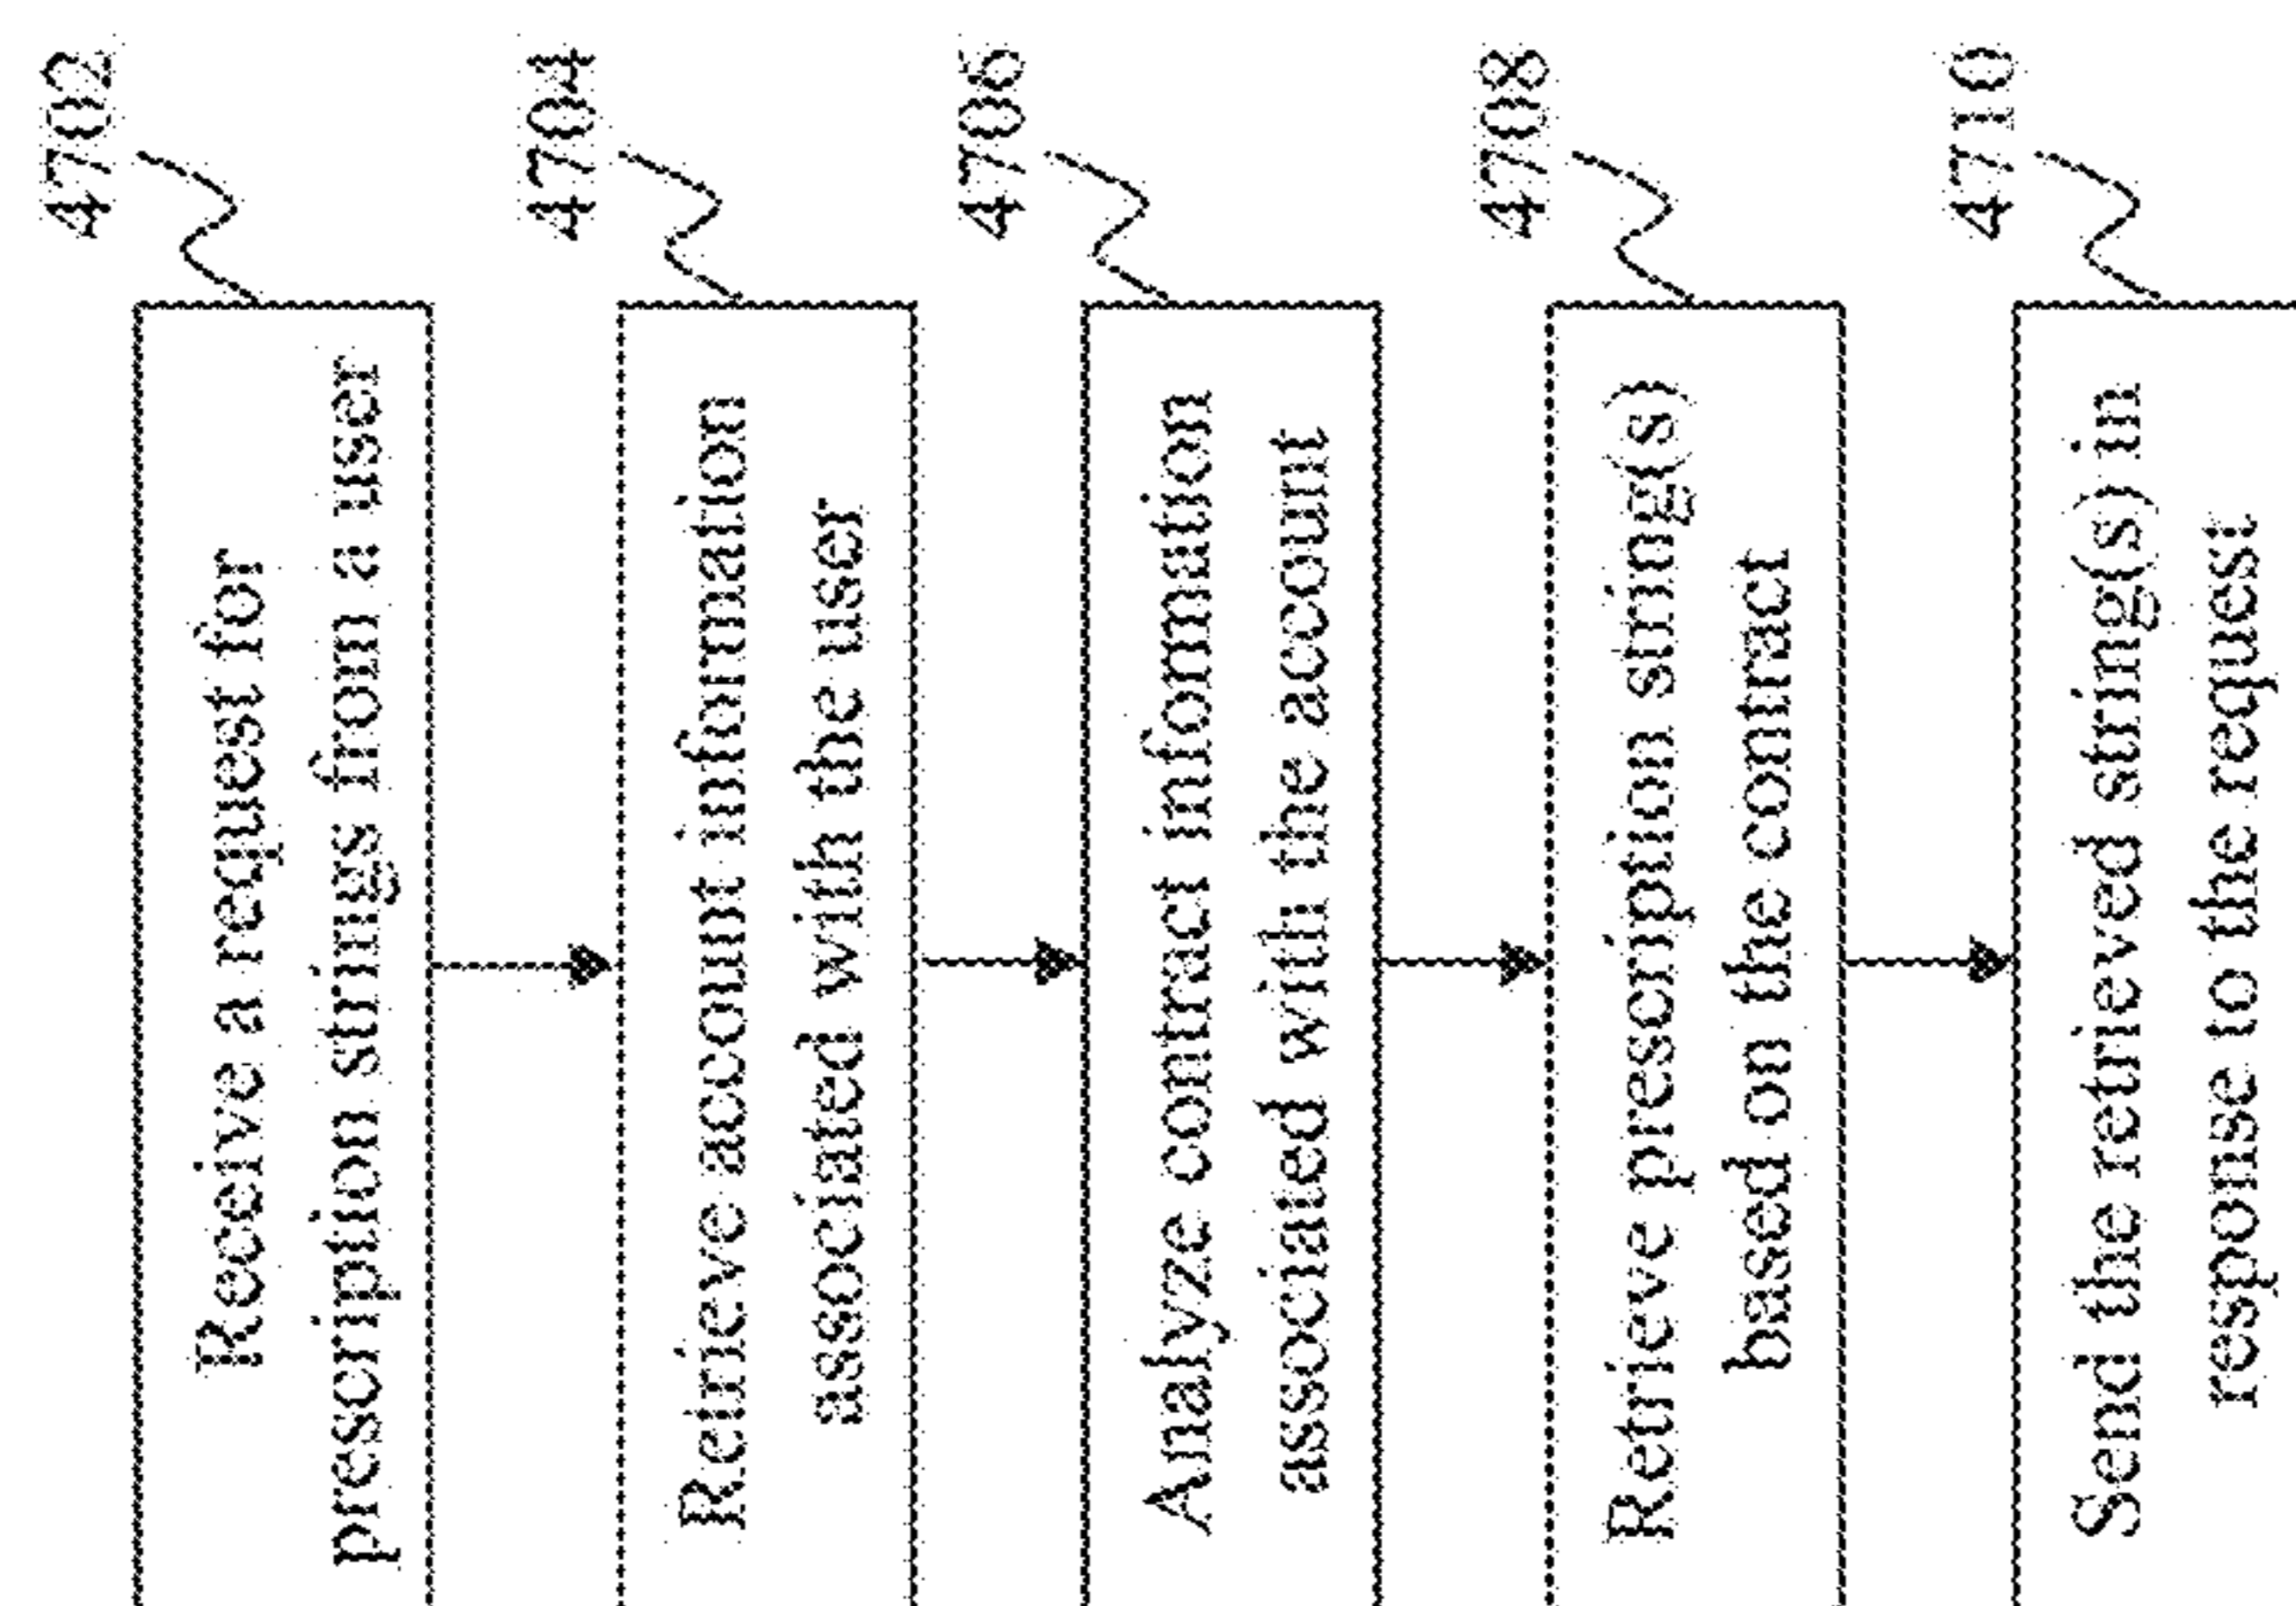 4702
Receive a request for
prescription strings from a user
4704
Retrieve account information
associated with the user
4706
Analyze contract information
associated with the account
4708
Retrieve prescription string(s)
based on the contract
4710
Send the retrieved string(s) in
response to the request